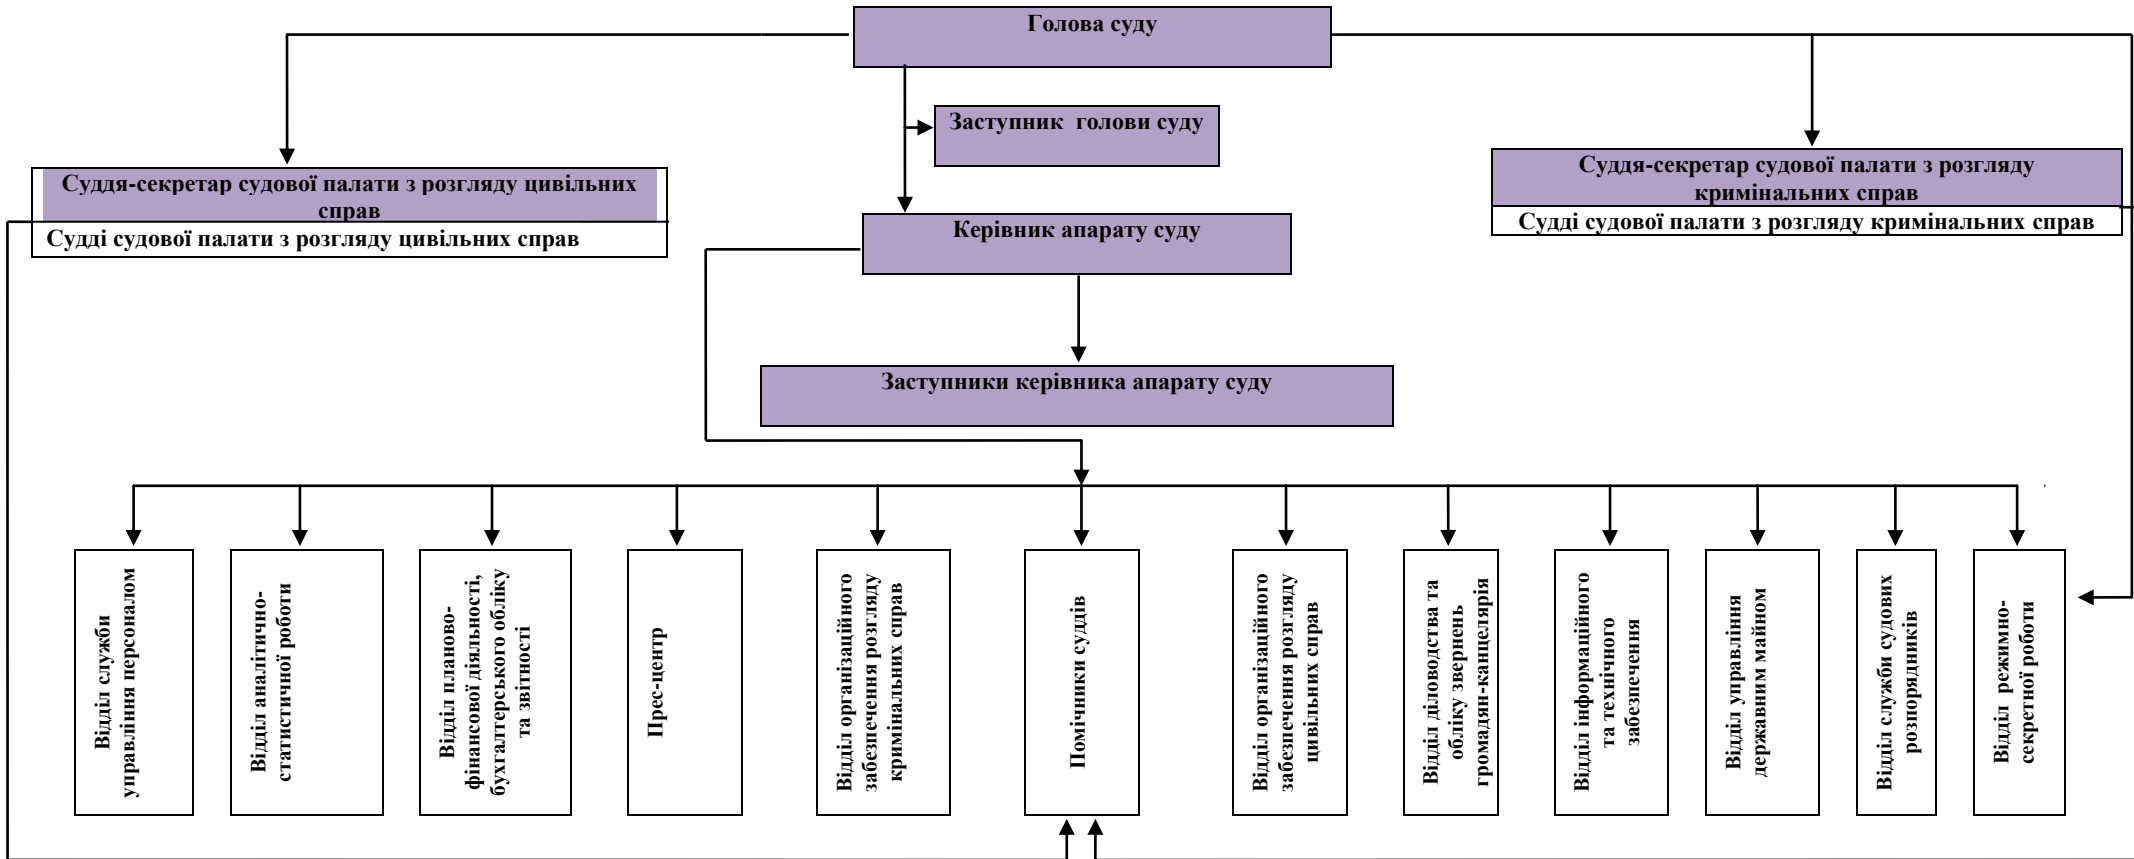 Голова суду
Заступник голови суду
Суддя-секретар судової палати з розгляду цивільних
справ
Судді судової палати з розгляду цивільних справ
Суддя-секретар судової палати з розгляду
кримінальних справ
Судді судової палати з розгляду кримінальних справ
Керівник апарату суду
Заступники керівника апарату суду
Відділ служби
управління персоналом
Відділ аналітично-
статистичної роботи
Відділ планово-
фінансової діяльності,
бухгалтерського обліку
та звітності
Прес-центр
Відділ організаційного
забезпечення розгляду
кримінальних справ
Помічники суддів
Відділ організаційного
забезпечення розгляду
цивільних справ
Відділ діловодства та
обліку звернень
громадян-канцелярія
Відділ інформаційного
та технічного
забезпечення
Відділ управління
державним майном
Відділ служби судових
розпорядників
Відділ режимно-
секретної роботи